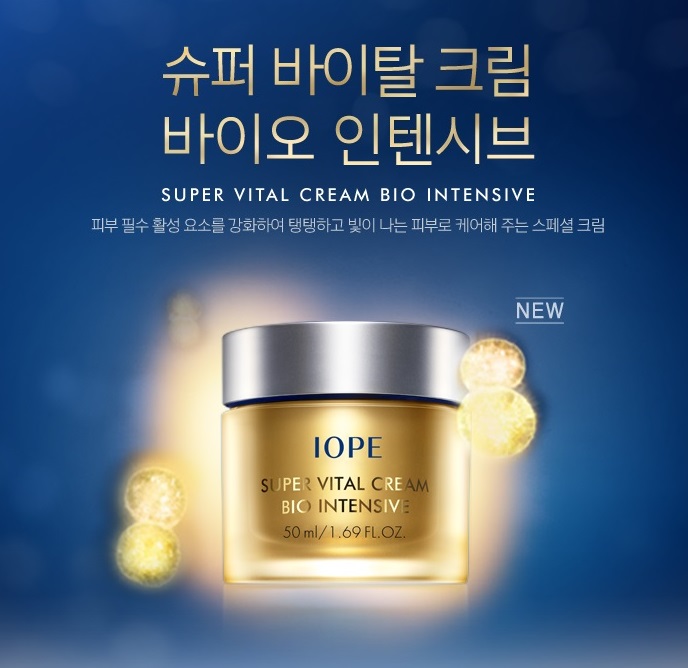 슈퍼 바이탈 크림
바이오 인텐시브
SUPER VITAL CREAM BIO INTENSIVE
피부 필수 활성 요소를 강화하여 탱탱하고 빛이 나는 피부로 케어해 주는 스페셜 크림
NEW
IOPE
SUPER VITAL CREAM
BIO INTENSIVE
50 ml/1.69 FL.OZ.